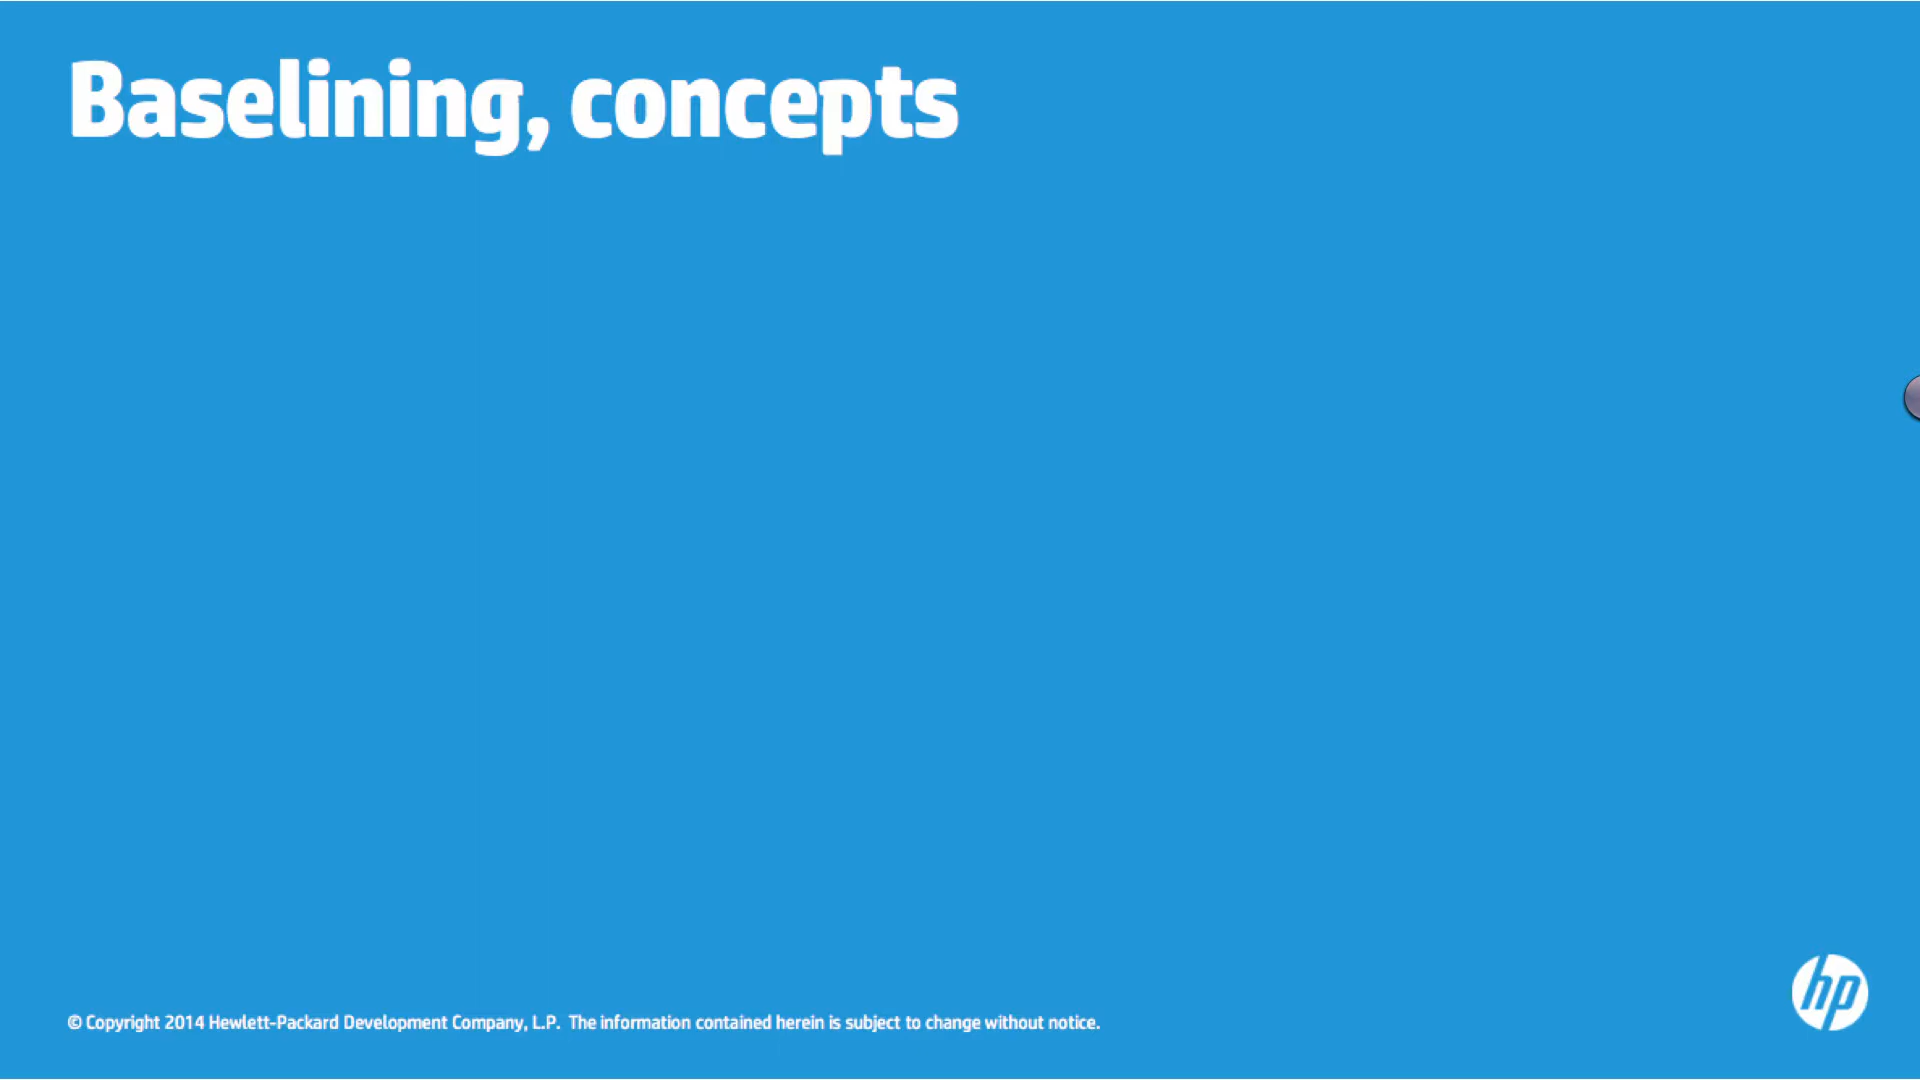 Baselining, concepts
hp
© Copyright 2014 Hewlett-Packard Development Company, L.P. The information contained herein is subject to change without notice.